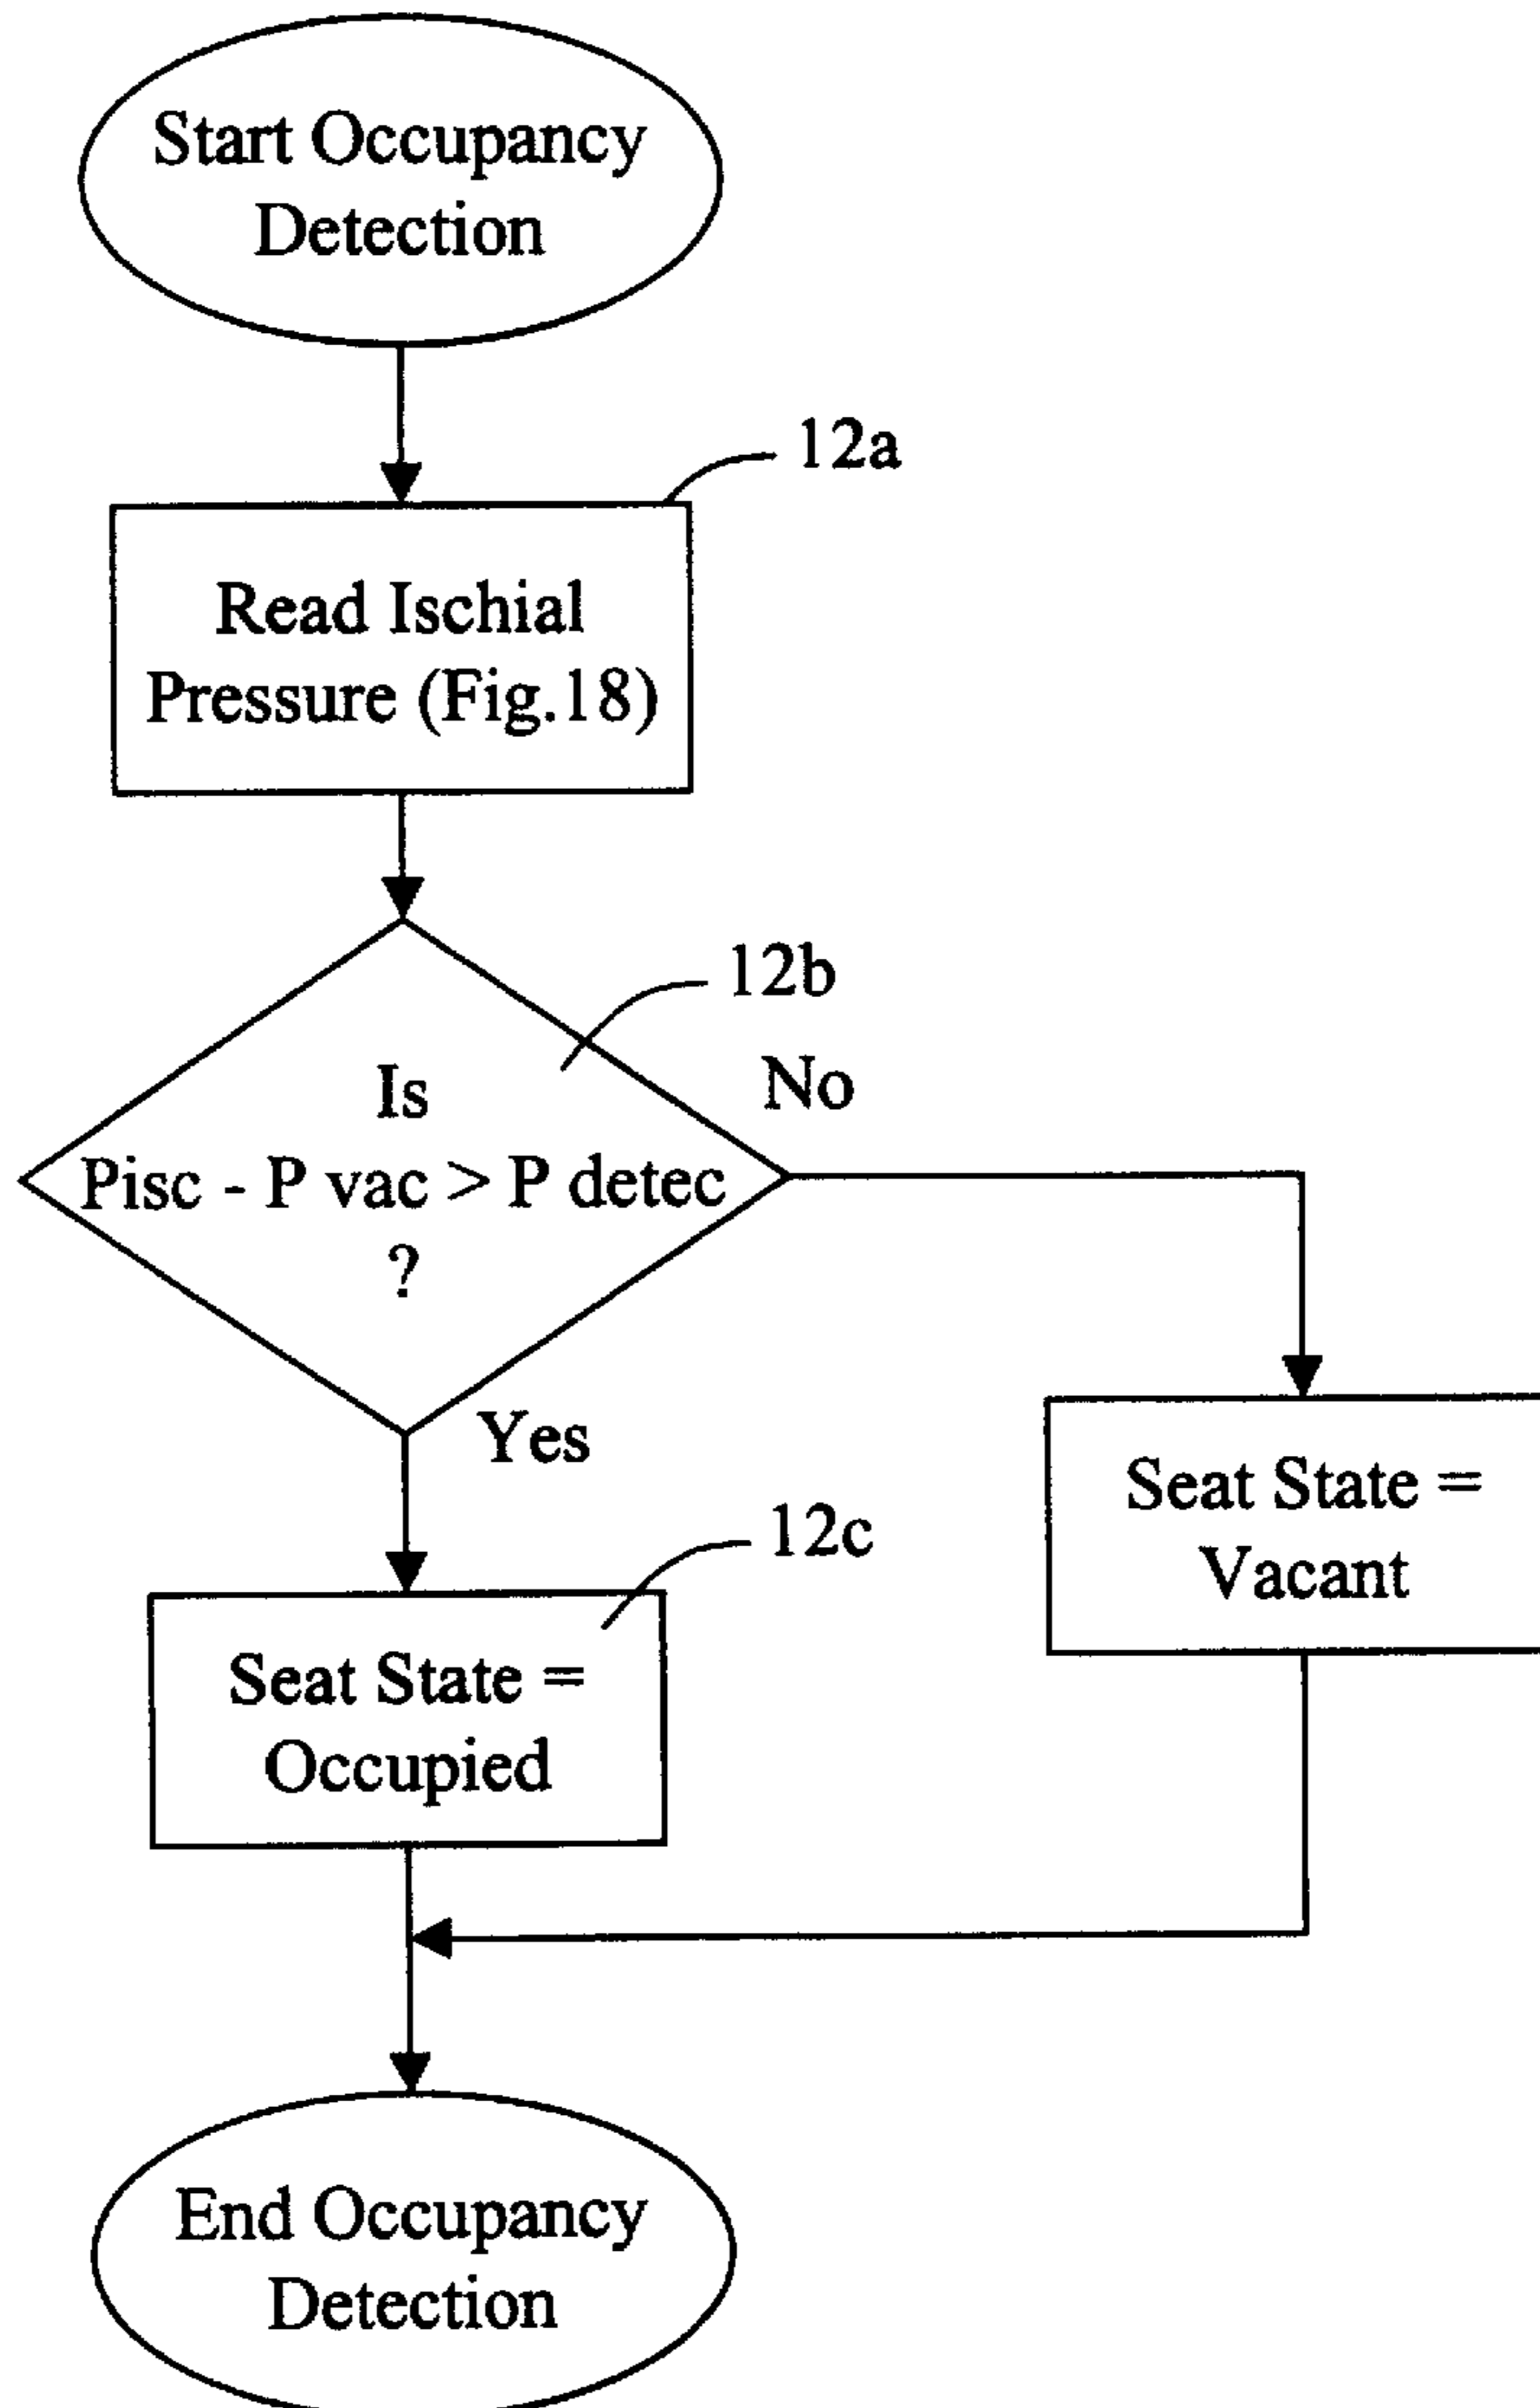 Start Occupancy
Detection
12a
Read Ischial
Pressure (Fig.18)
12b
No
Is
Pisc - P vac > P detec
?
Yes
12c
Seat State =
Vacant
Seat State =
Occupied
End Occupancy
Detection